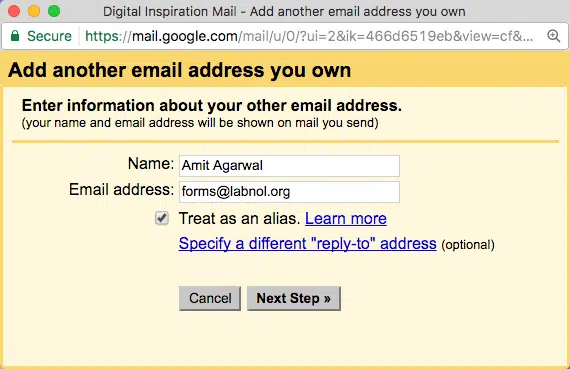 Digital Inspiration Mail - Add another email address you own
Secure https://mail.google.com/mail/u/0/?ui=2&ik=466d6519eb&view=cf&...
Add another email address you own
Enter information about your other email address.
(your name and email address will be shown on mail you send)
Name: Amit Agarwal
Email address: forms@labnol.org
Treat as an alias. Learn more
Specify a different "reply-to" address (optional)
Cancel Next Step »